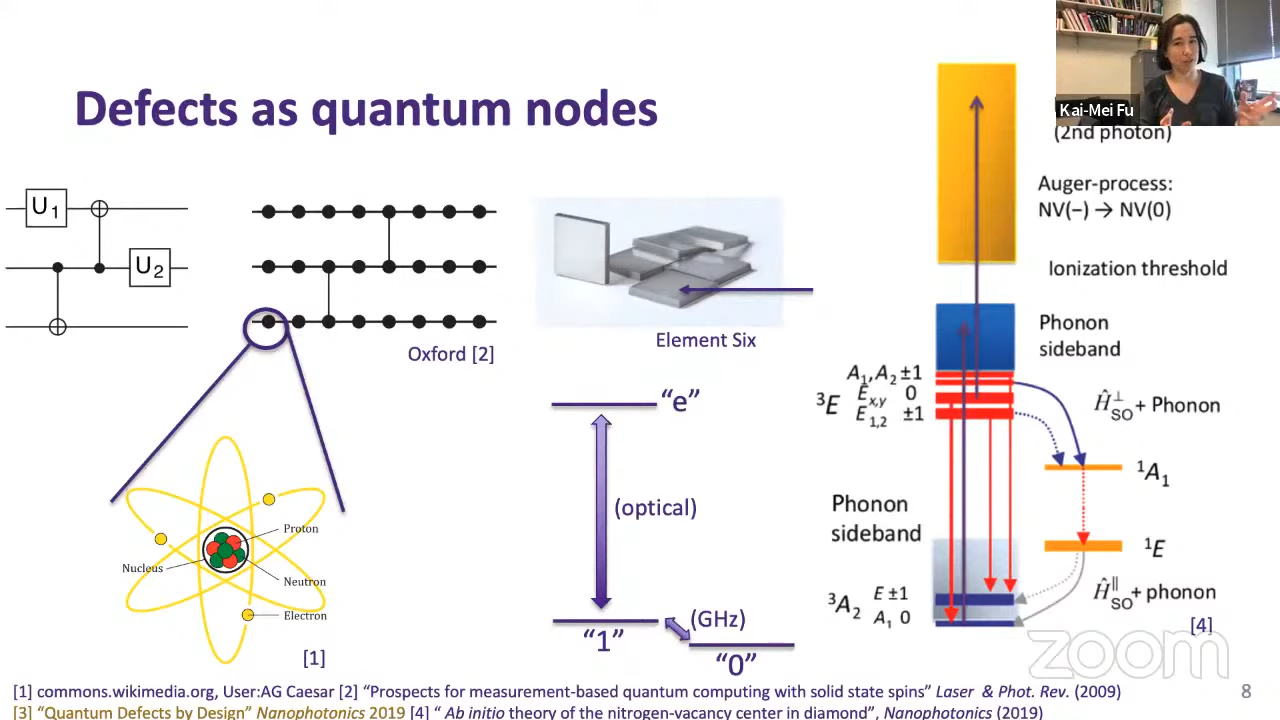 Kai-Mei Fu
Defects as quantum nodes
(2nd photon)
Auger-process:
NV(−) → NV(0)
Ionization threshold
U1
U2
Oxford [2]
Element Six
Phonon
sideband
A1, A2 ±1
3E Ex,y 0
E1,2 ±1
Ĥ⊥SO + Phonon
1A1
"e"
(optical)
Phonon
sideband
1E
Proton
Nucleus
Neutron
Electron
[1]
3A2 E ±1
A1 0
Ĥ∥SO + phonon
[4]
(GHz)
"1"
"0"
zoom
[1] commons.wikimedia.org, User:AG Caesar [2] "Prospects for measurement-based quantum computing with solid state spins" Laser & Phot. Rev. (2009)
8
[3] "Quantum Defects by Design" Nanophotonics 2019 [4] " Ab initio theory of the nitrogen-vacancy center in diamond", Nanophotonics (2019)